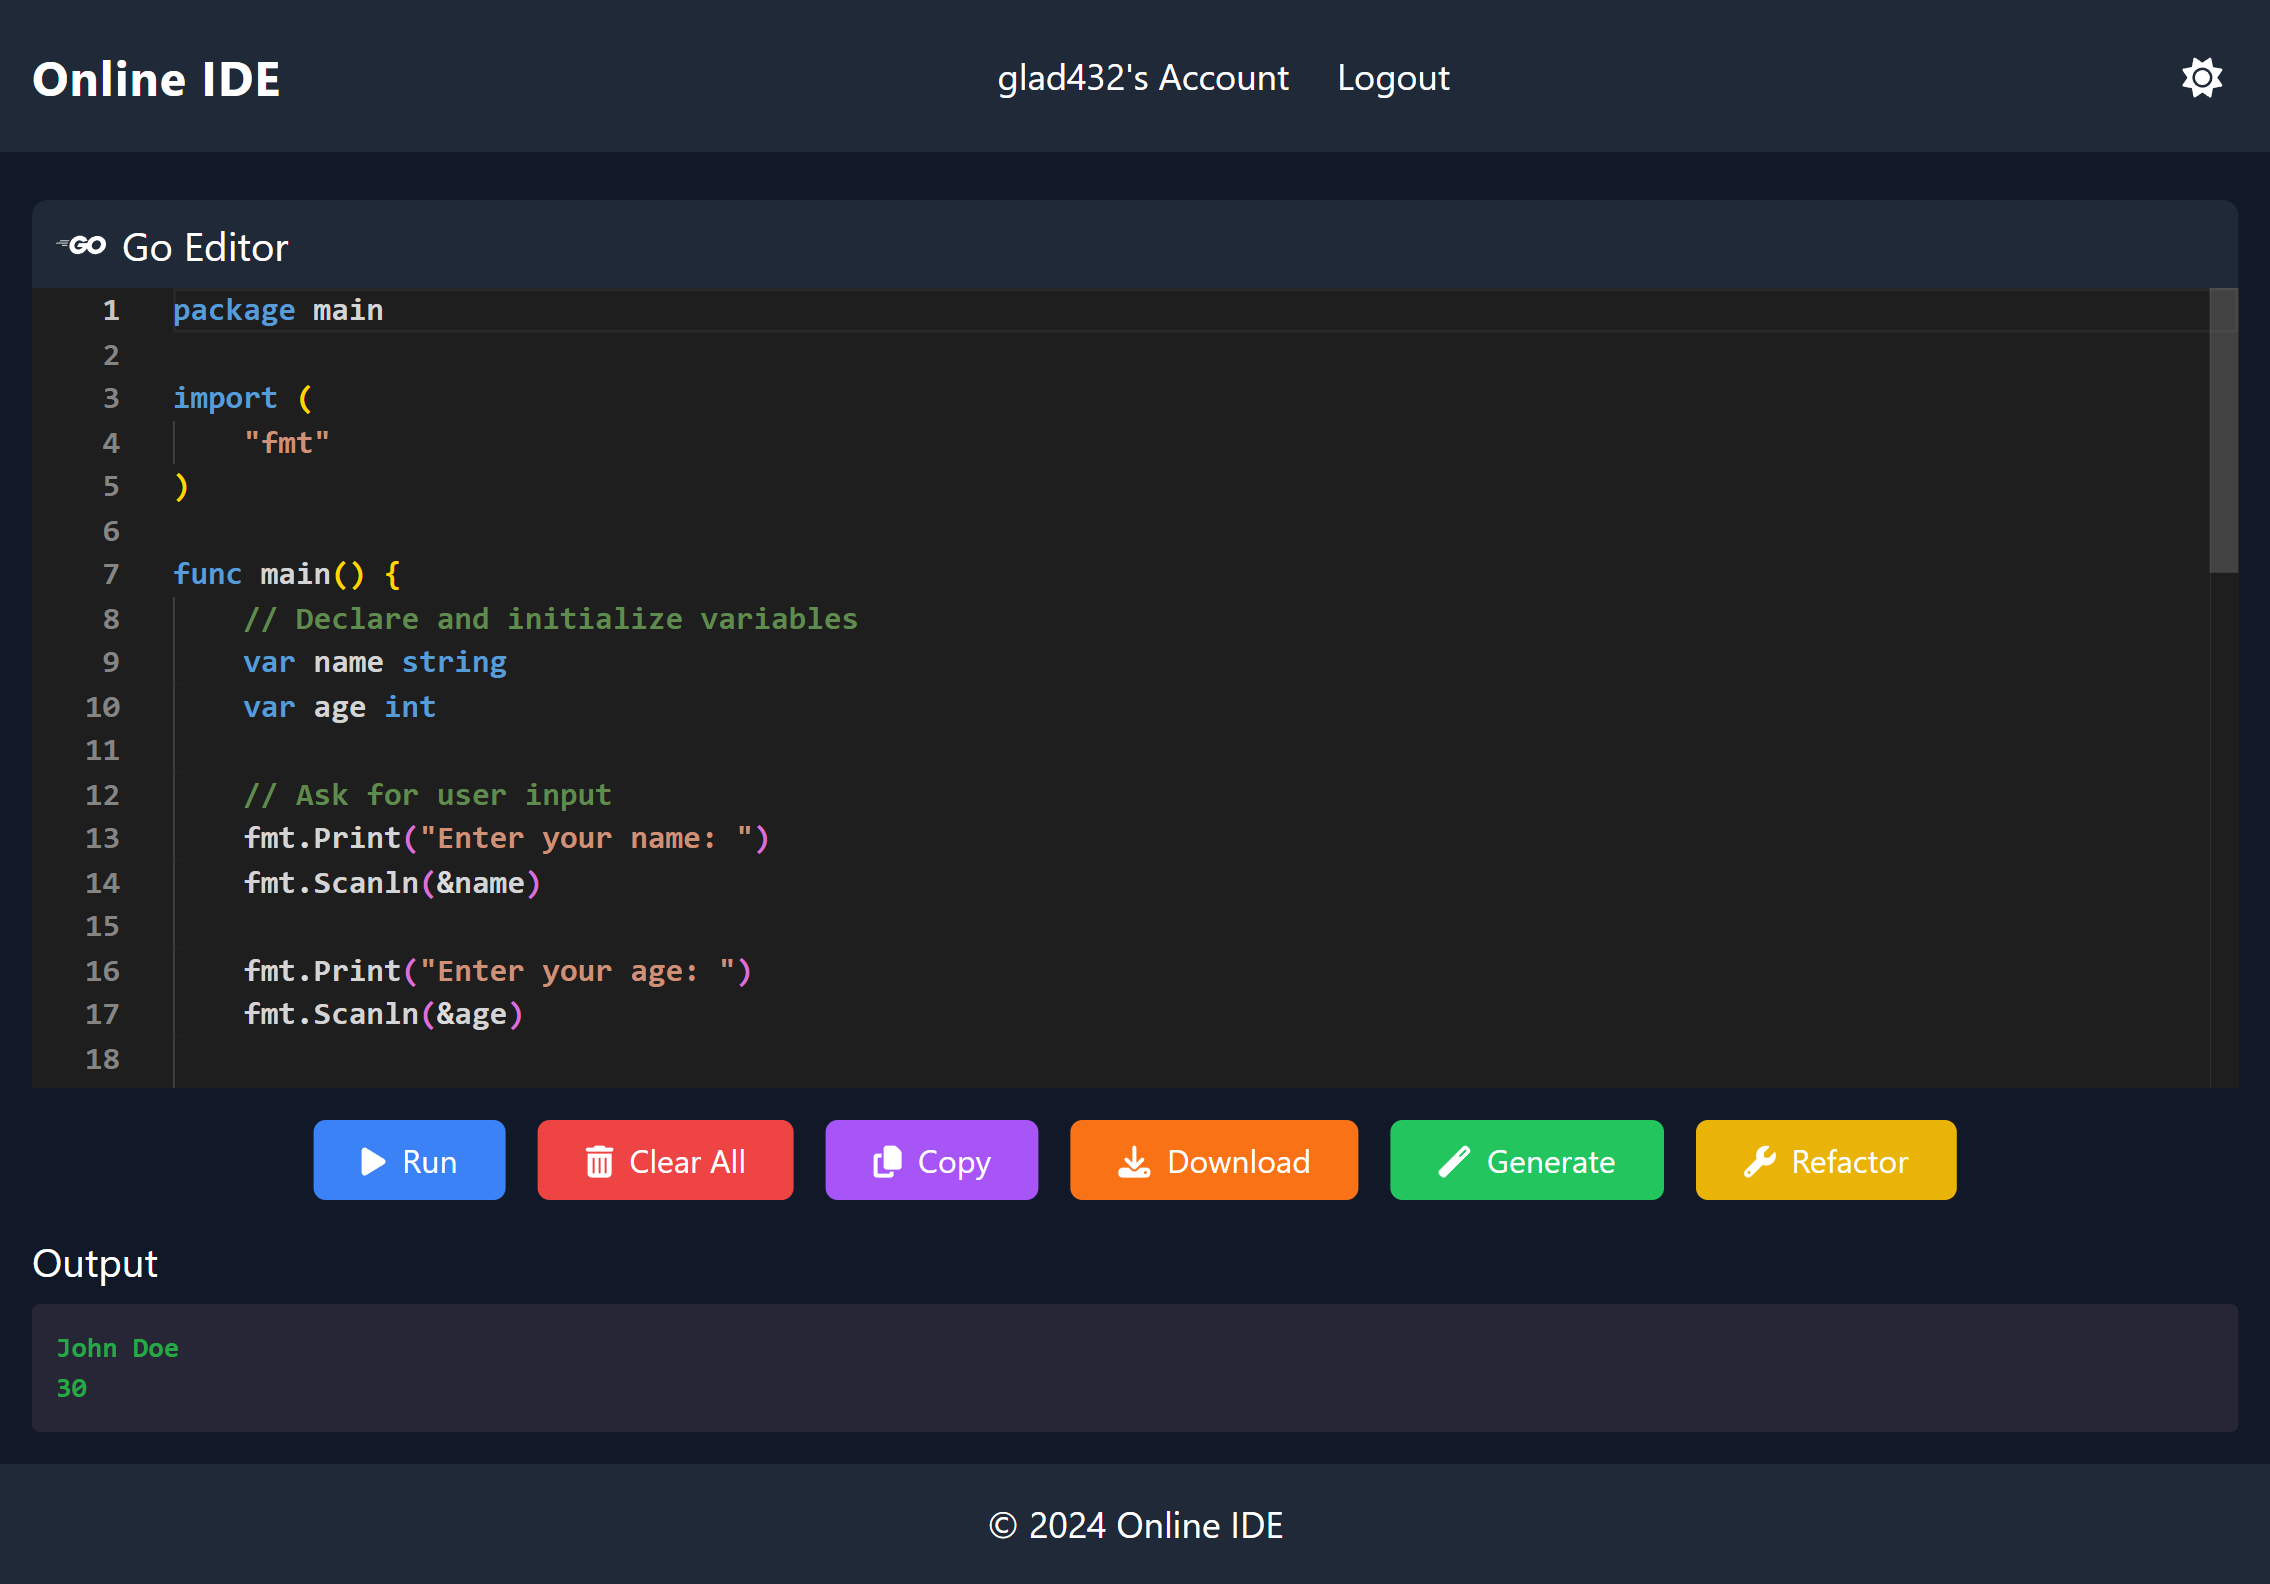 Online IDE
glad432's Account
Logout
GO Go Editor
1 package main
2
3 import (
4     "fmt"
5 )
6
7 func main() {
8     // Declare and initialize variables
9     var name string
10     var age int
11
12     // Ask for user input
13     fmt.Print("Enter your name: ")
14     fmt.Scanln(&name)
15
16     fmt.Print("Enter your age: ")
17     fmt.Scanln(&age)
18
Run
Clear All
Copy
Download
Generate
Refactor
Output
John Doe
30
© 2024 Online IDE